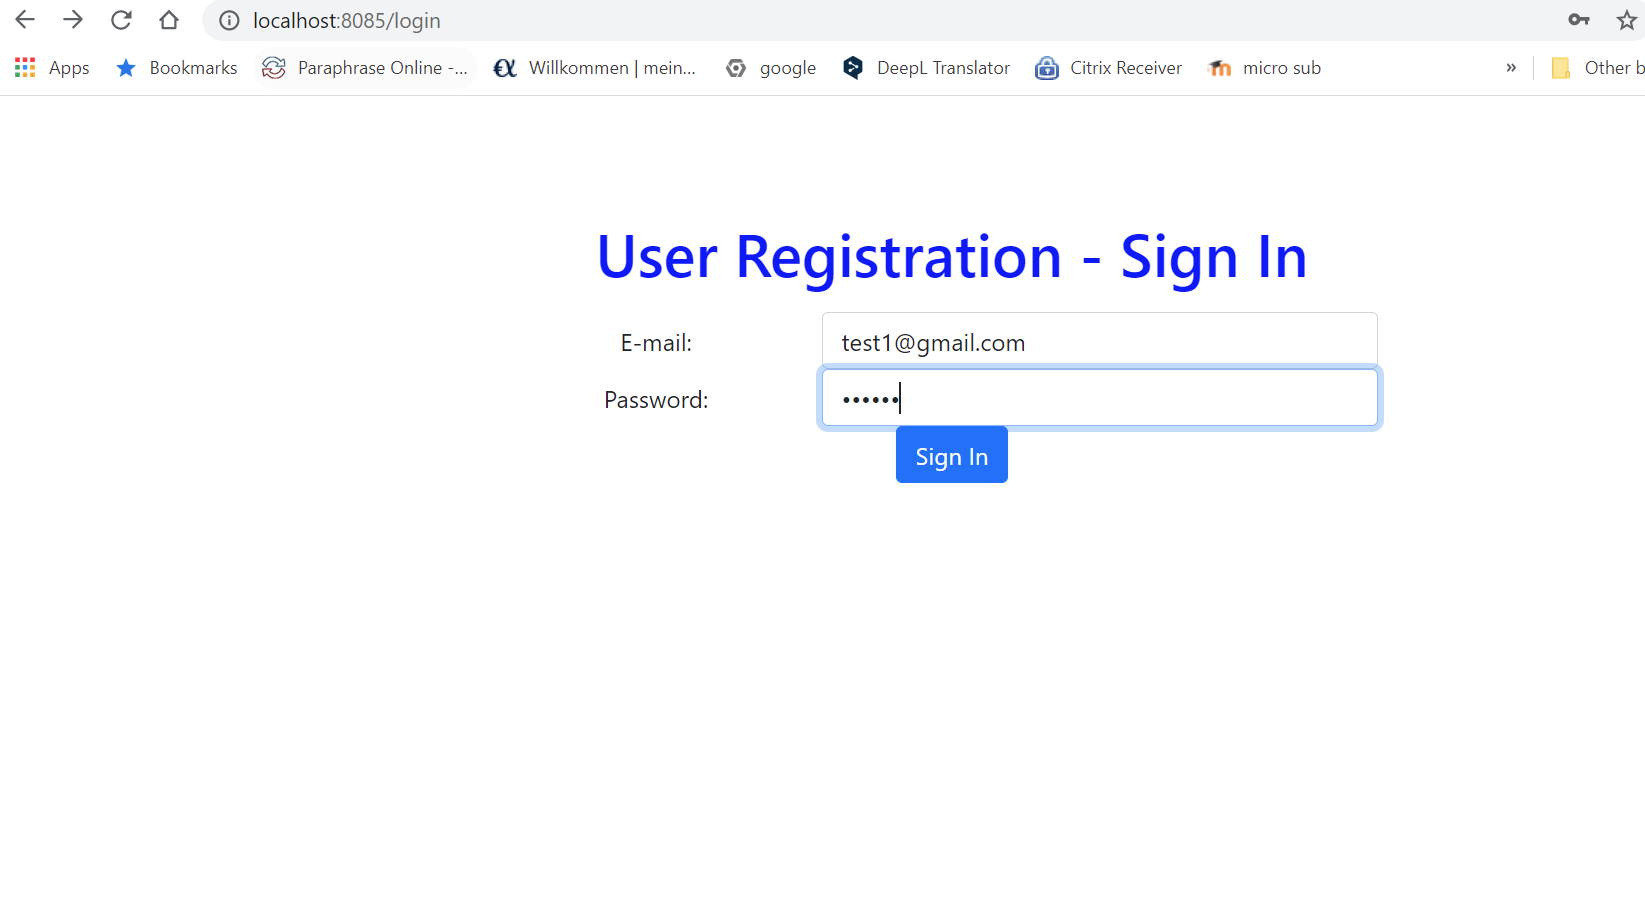 localhost:8085/login
Apps Bookmarks Paraphrase Online -... Willkommen | mein... google DeepL Translator Citrix Receiver micro sub » Other b
User Registration - Sign In
E-mail: test1@gmail.com
Password: ••••••
Sign In